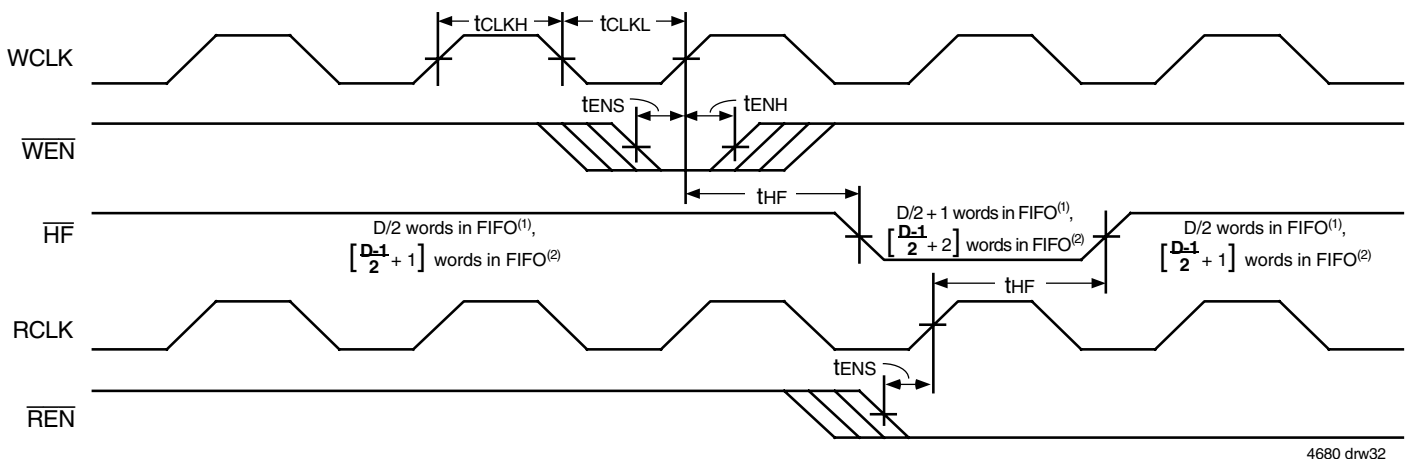 tCLKH
tCLKL
WCLK
tENS
tENH
WEN
tHF
HF
D/2 words in FIFO(1),
[D-1/2 + 1] words in FIFO(2)
D/2 + 1 words in FIFO(1),
[D-1/2 + 2] words in FIFO(2)
D/2 words in FIFO(1),
[D-1/2 + 1] words in FIFO(2)
tHF
RCLK
tENS
REN
4680 drw32